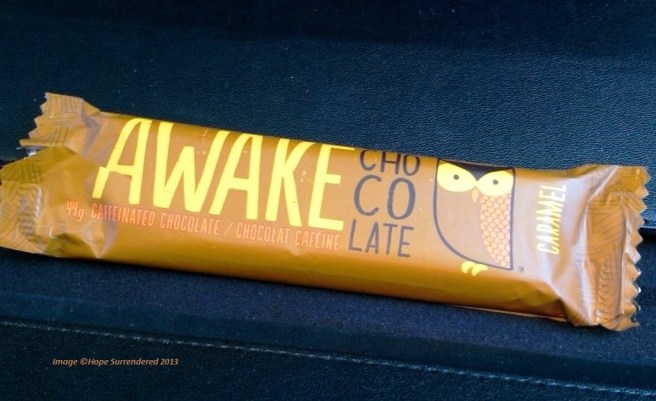 AWAKE
CHO
CO
LATE
44g CAFFEINATED CHOCOLATE / CHOCOLAT CAFÉINÉ
CARAMEL
Image ©Hope Surrendered 2013